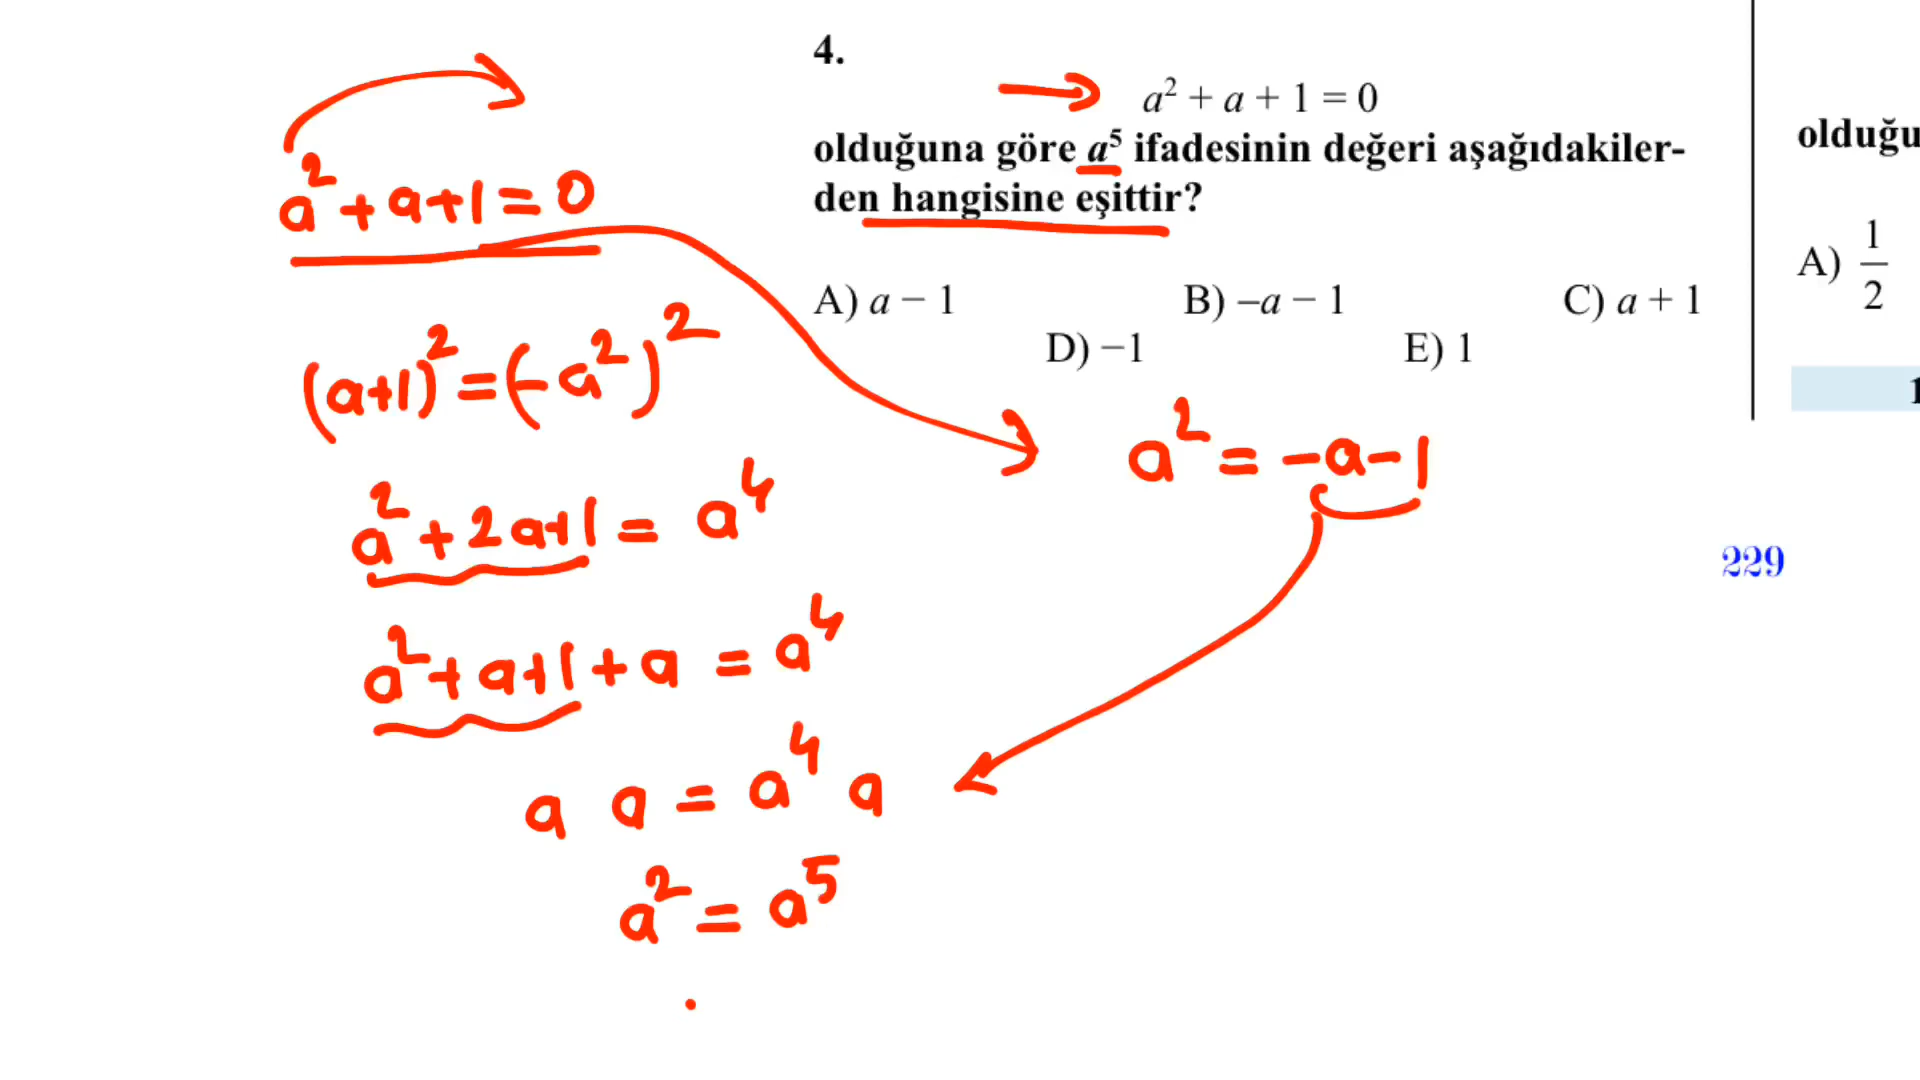 4.
a² + a + 1 = 0
olduğuna göre a⁵ ifadesinin değeri aşağıdakiler-
den hangisine eşittir?
A) a − 1
B) –a − 1
C) a + 1
D) −1
E) 1
a² + a + 1 = 0
(a+1)² = (-a²)²
a² + 2a+1 = a⁴
a² + a+1 + a = a⁴
a a = a⁴ a
a² = a⁵
a² = -a-1
229
olduğu
A) 1/2
1